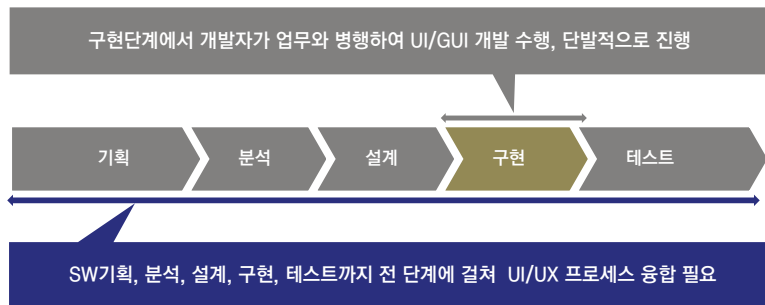 구현단계에서 개발자가 업무와 병행하여 UI/GUI 개발 수행, 단발적으로 진행
기획
분석
설계
구현
테스트
SW기획, 분석, 설계, 구현, 테스트까지 전 단계에 걸쳐 UI/UX 프로세스 융합 필요